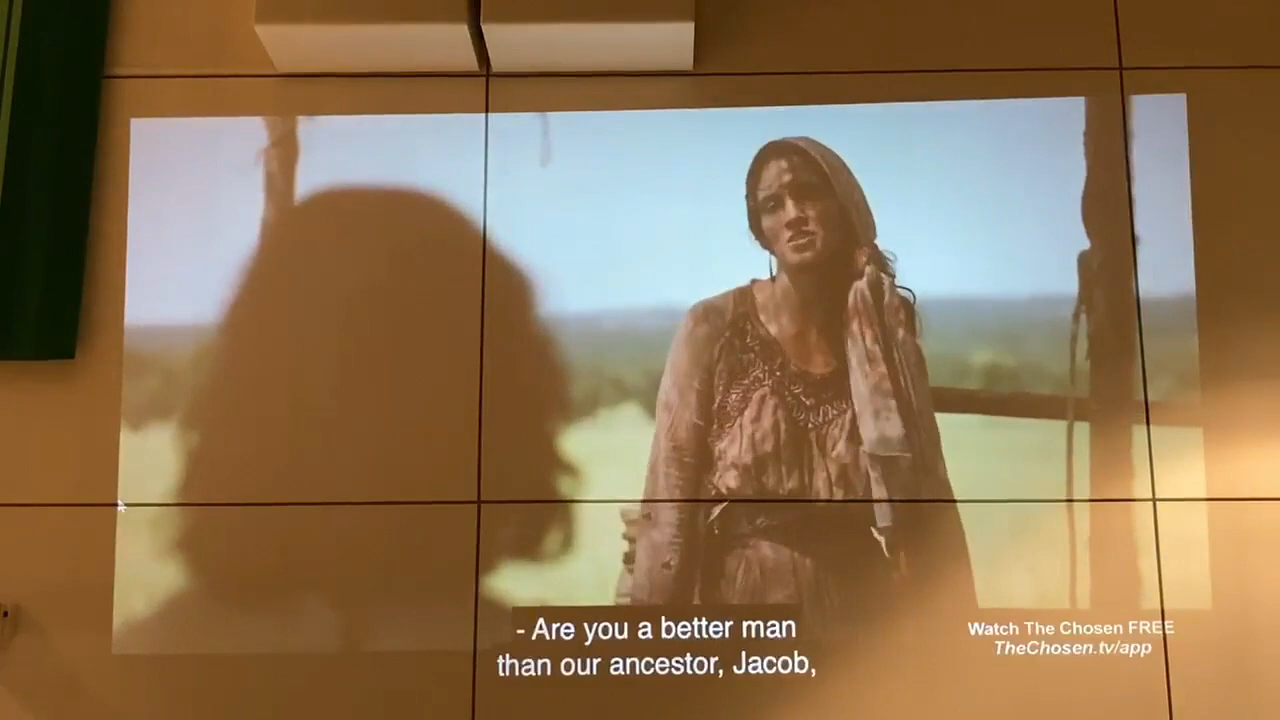 - Are you a better man
than our ancestor, Jacob,
Watch The Chosen FREE
TheChosen.tv/app